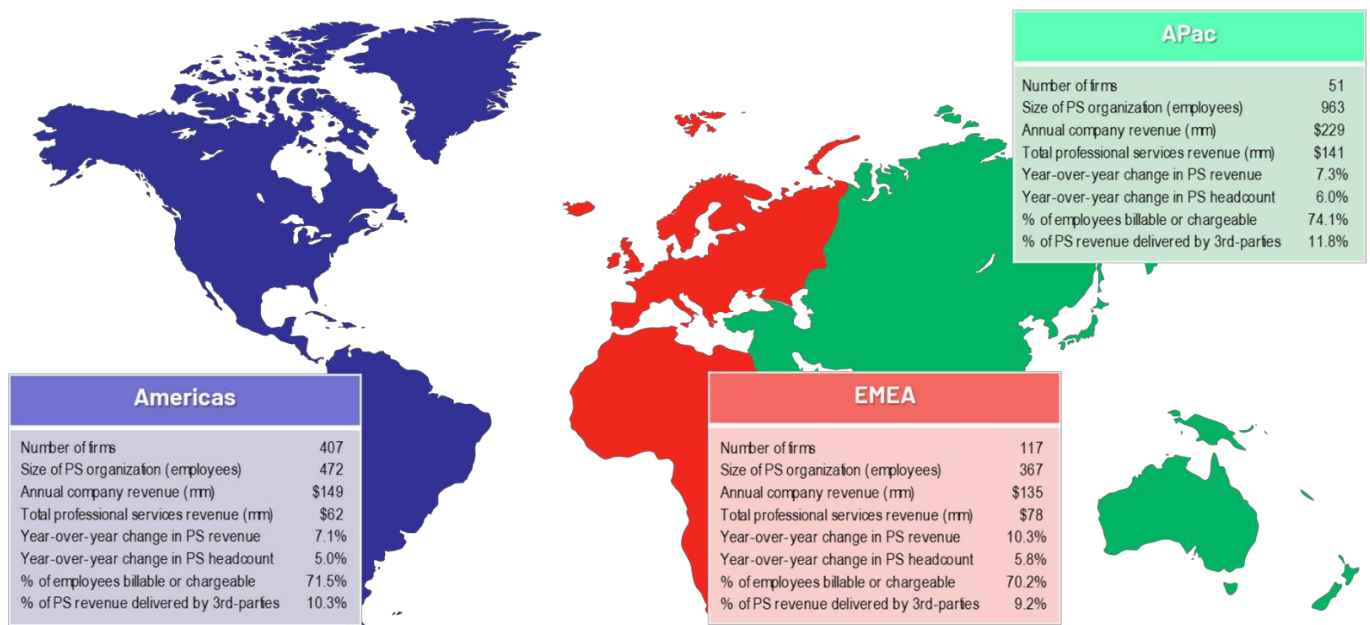 APac
Number of firms 51
Size of PS organization (employees) 963
Annual company revenue (mm) $229
Total professional services revenue (mm) $141
Year-over-year change in PS revenue 7.3%
Year-over-year change in PS headcount 6.0%
% of employees billable or chargeable 74.1%
% of PS revenue delivered by 3rd-parties 11.8%
Americas
Number of firms 407
Size of PS organization (employees) 472
Annual company revenue (mm) $149
Total professional services revenue (mm) $62
Year-over-year change in PS revenue 7.1%
Year-over-year change in PS headcount 5.0%
% of employees billable or chargeable 71.5%
% of PS revenue delivered by 3rd-parties 10.3%
EMEA
Number of firms 117
Size of PS organization (employees) 367
Annual company revenue (mm) $135
Total professional services revenue (mm) $78
Year-over-year change in PS revenue 10.3%
Year-over-year change in PS headcount 5.8%
% of employees billable or chargeable 70.2%
% of PS revenue delivered by 3rd-parties 9.2%